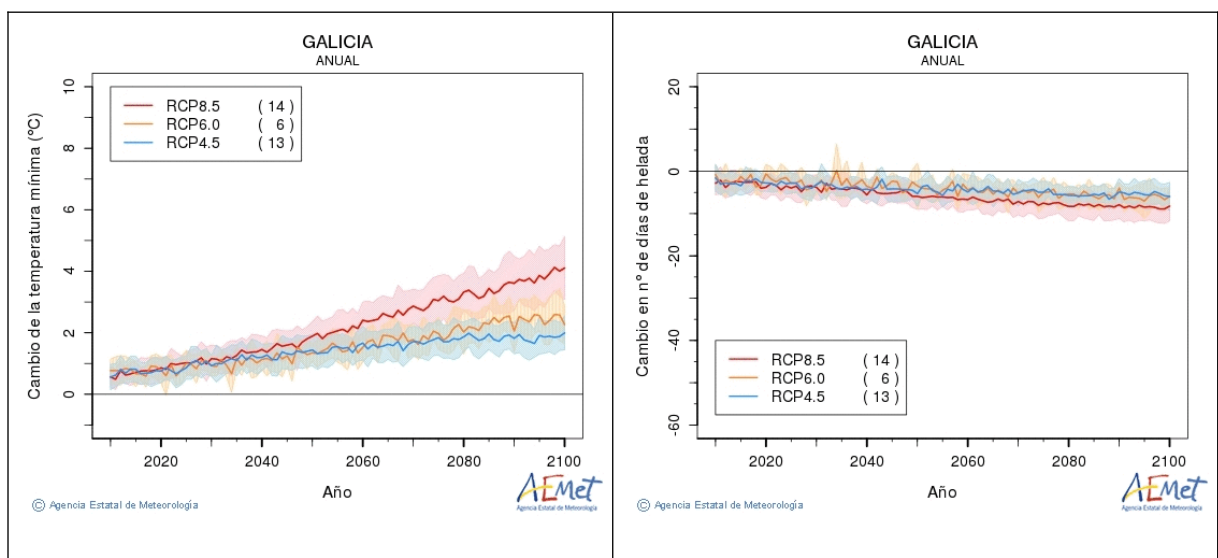 GALICIA
ANUAL
Cambio de la temperatura mínima (ºC)
10
8
6
4
2
0
RCP8.5 ( 14 )
RCP6.0 ( 6 )
RCP4.5 ( 13 )
2020 2040 2060 2080 2100
Año
© Agencia Estatal de Meteorología
AEmet
Agencia Estatal de Meteorología
GALICIA
ANUAL
Cambio en nº de días de helada
20
0
-20
-40
-60
RCP8.5 ( 14 )
RCP6.0 ( 6 )
RCP4.5 ( 13 )
2020 2040 2060 2080 2100
Año
© Agencia Estatal de Meteorología
AEmet
Agencia Estatal de Meteorología